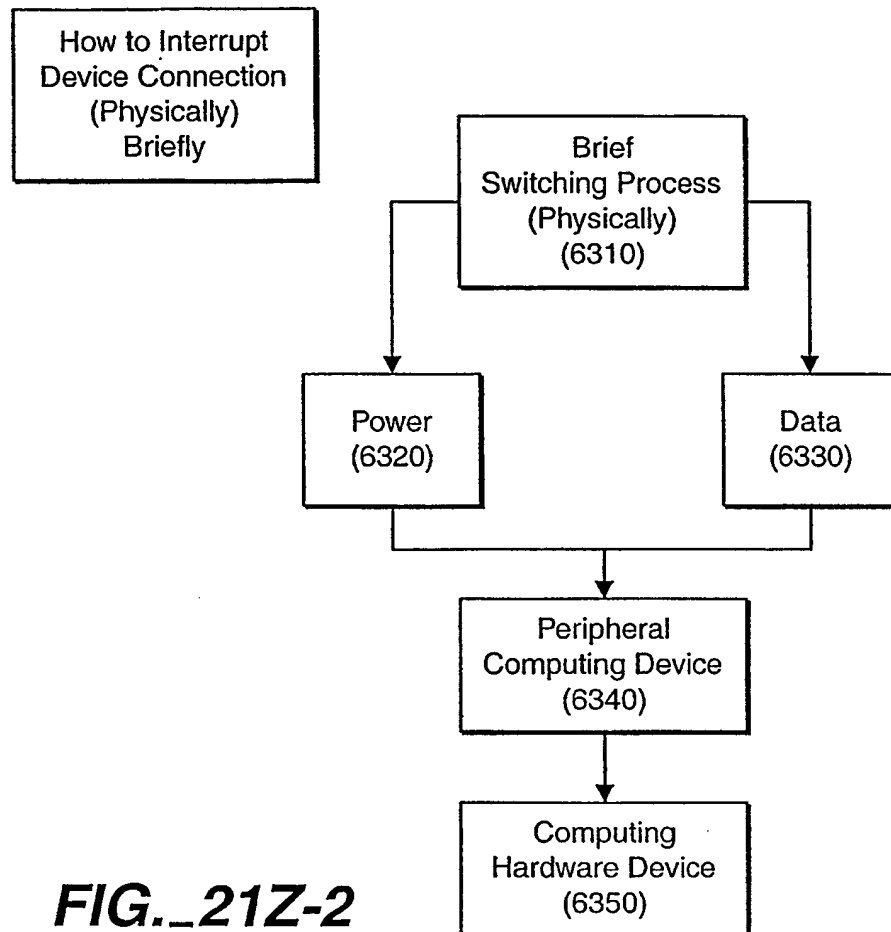 How to Interrupt
Device Connection
(Physically)
Briefly
Brief
Switching Process
(Physically)
(6310)
Power
(6320)
Data
(6330)
Peripheral
Computing Device
(6340)
Computing
Hardware Device
(6350)
FIG._21Z-2